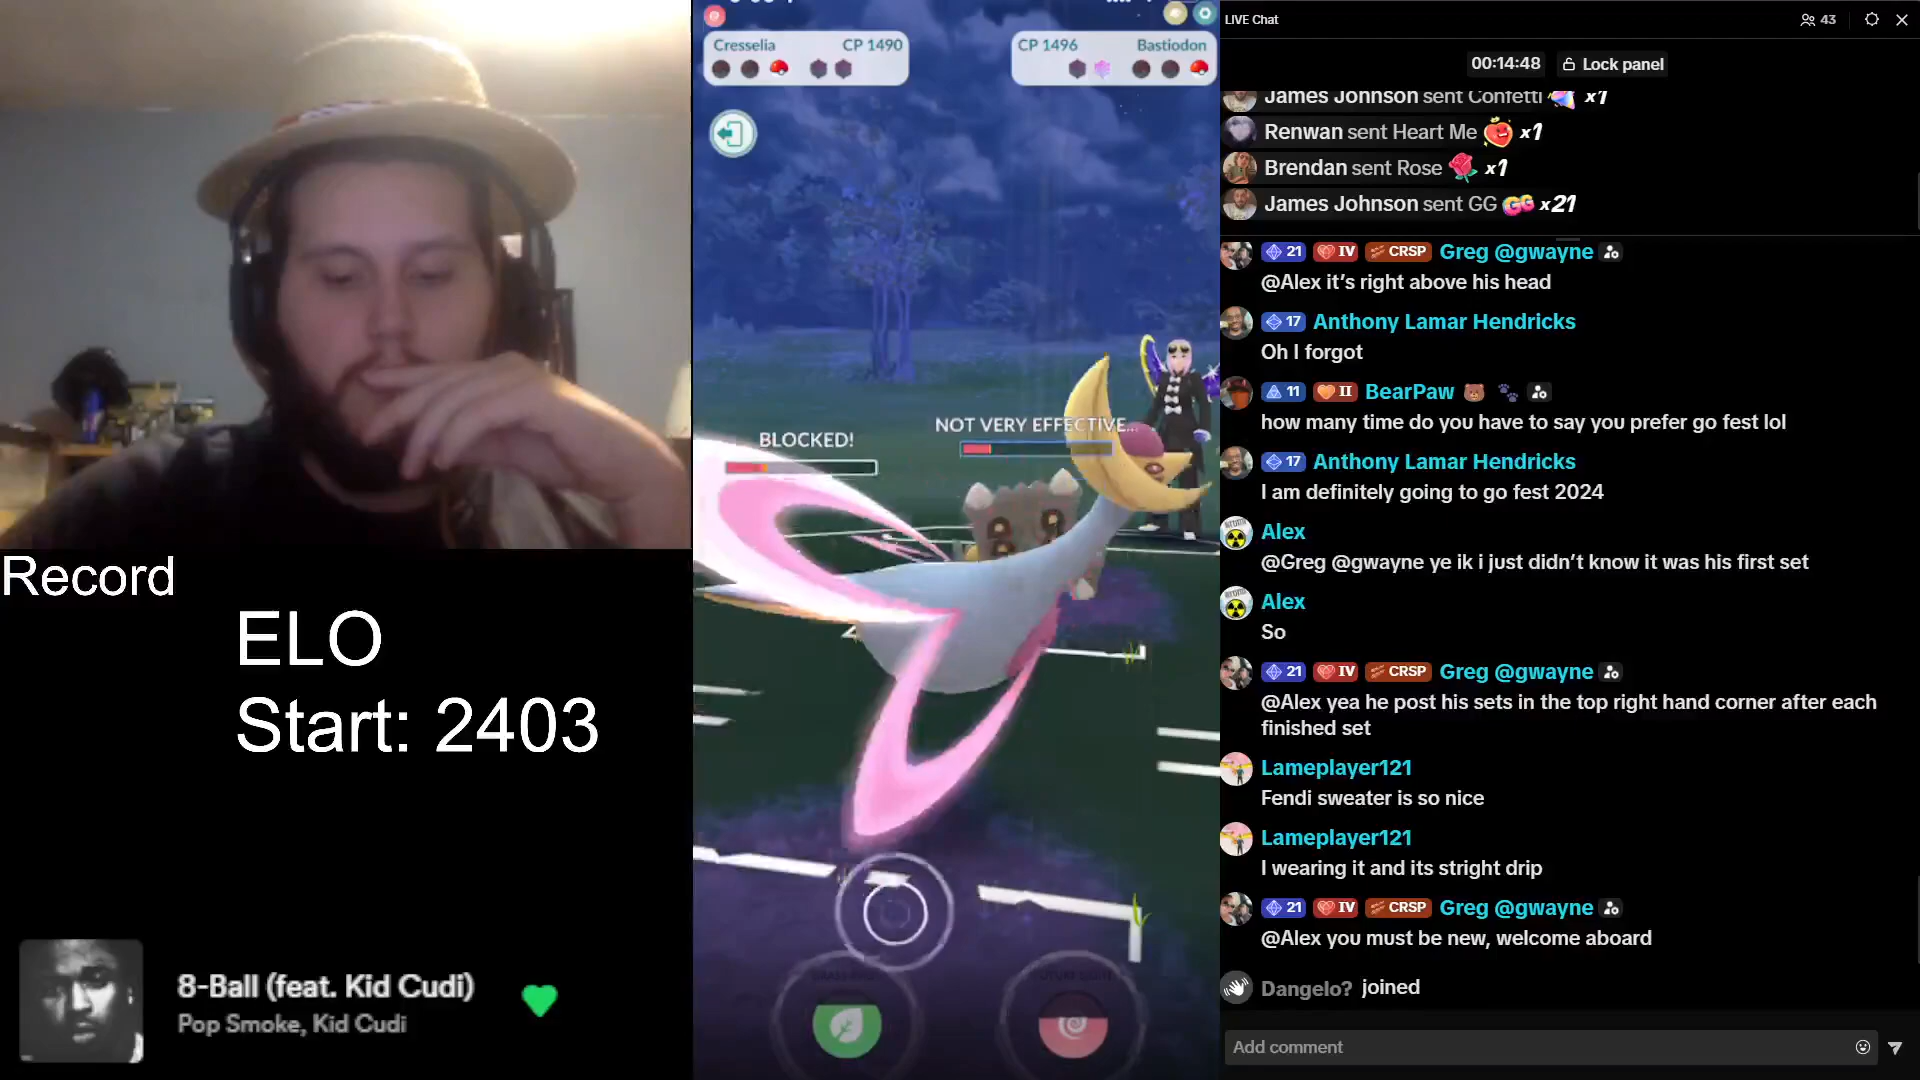 Record
ELO
Start: 2403
8-Ball (feat. Kid Cudi)
Pop Smoke, Kid Cudi
Cresselia CP 1490
CP 1496 Bastiodon
BLOCKED!
NOT VERY EFFECTIVE...
LIVE Chat
43
00:14:48 Lock panel
James Johnson sent Confetti x1
Renwan sent Heart Me x1
Brendan sent Rose x1
James Johnson sent GG GG x21
21 IV CRSP Greg @gwayne
@Alex it's right above his head
17 Anthony Lamar Hendricks
Oh I forgot
11 II BearPaw
how many time do you have to say you prefer go fest lol
17 Anthony Lamar Hendricks
I am definitely going to go fest 2024
Alex
@Greg @gwayne ye ik i just didn't know it was his first set
Alex
So
21 IV CRSP Greg @gwayne
@Alex yea he post his sets in the top right hand corner after each
finished set
Lameplayer121
Fendi sweater is so nice
Lameplayer121
I wearing it and its stright drip
21 IV CRSP Greg @gwayne
@Alex you must be new, welcome aboard
Dangelo? joined
Add comment